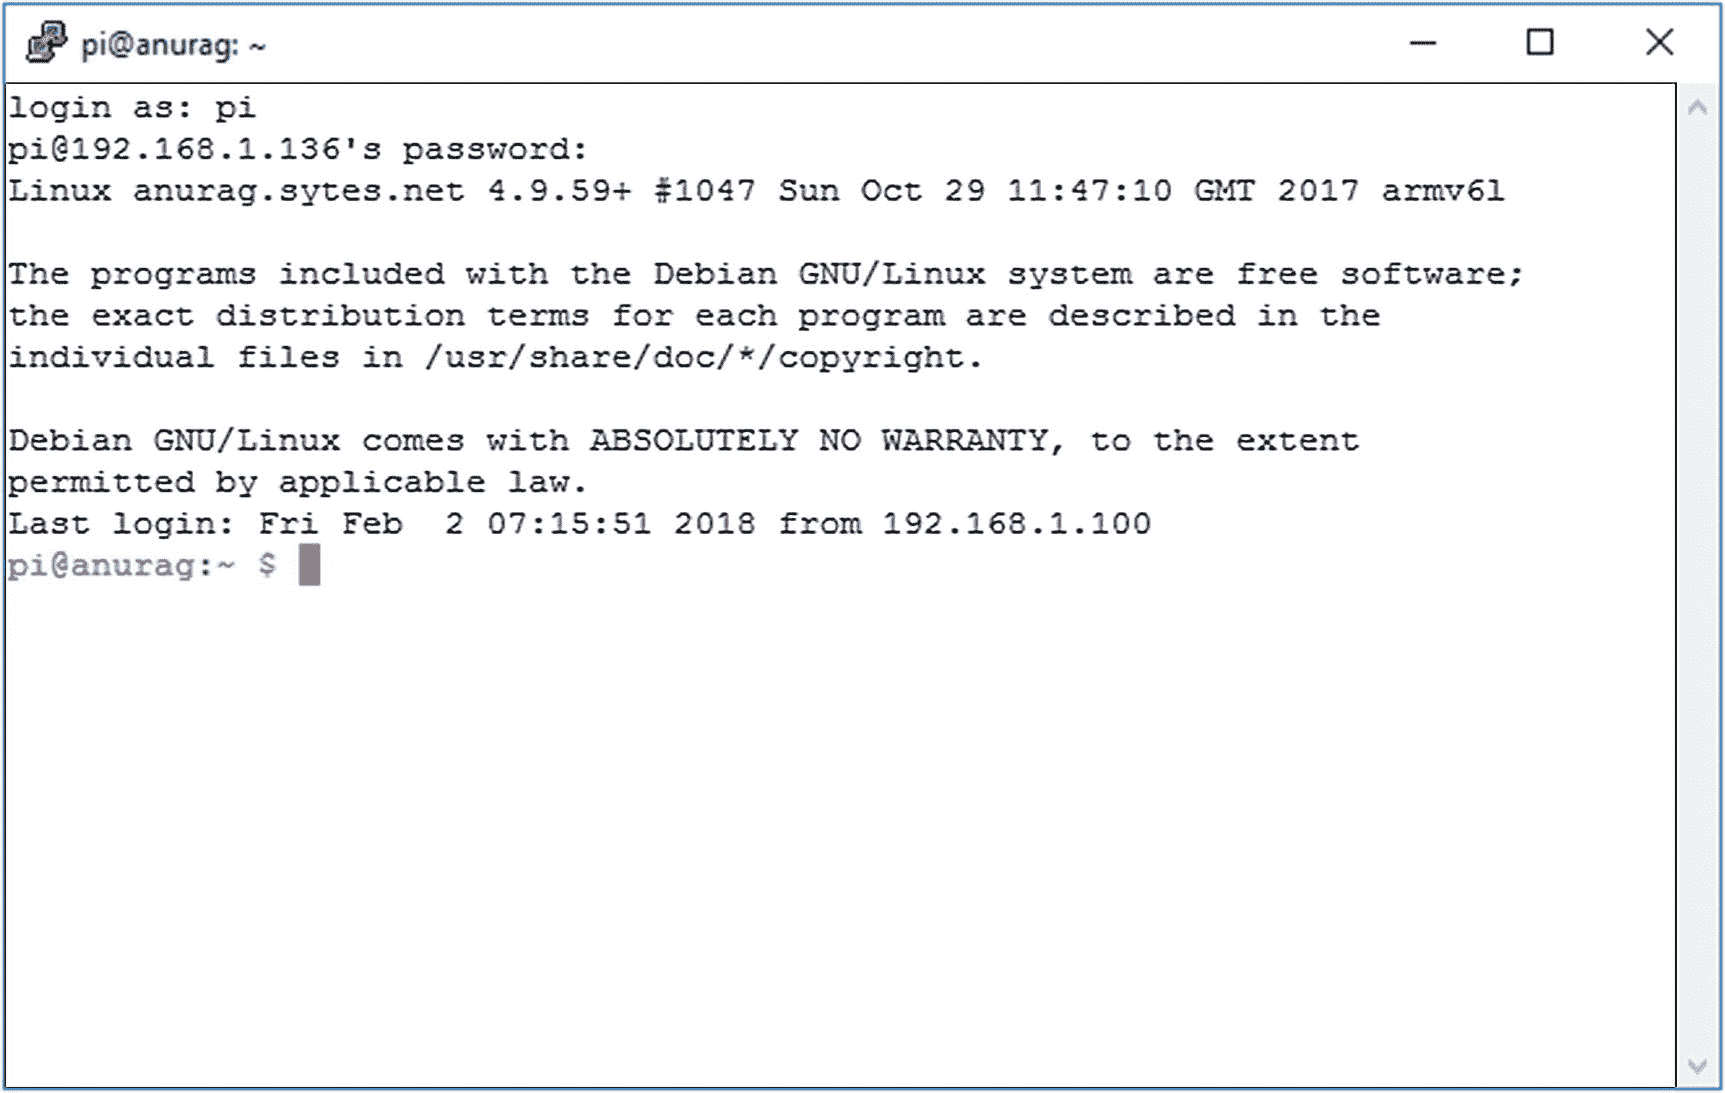 pi@anurag: ~
login as: pi
pi@192.168.1.136's password:
Linux anurag.sytes.net 4.9.59+ #1047 Sun Oct 29 11:47:10 GMT 2017 armv6l
The programs included with the Debian GNU/Linux system are free software;
the exact distribution terms for each program are described in the
individual files in /usr/share/doc/*/copyright.
Debian GNU/Linux comes with ABSOLUTELY NO WARRANTY, to the extent
permitted by applicable law.
Last login: Fri Feb  2 07:15:51 2018 from 192.168.1.100
pi@anurag:~ $